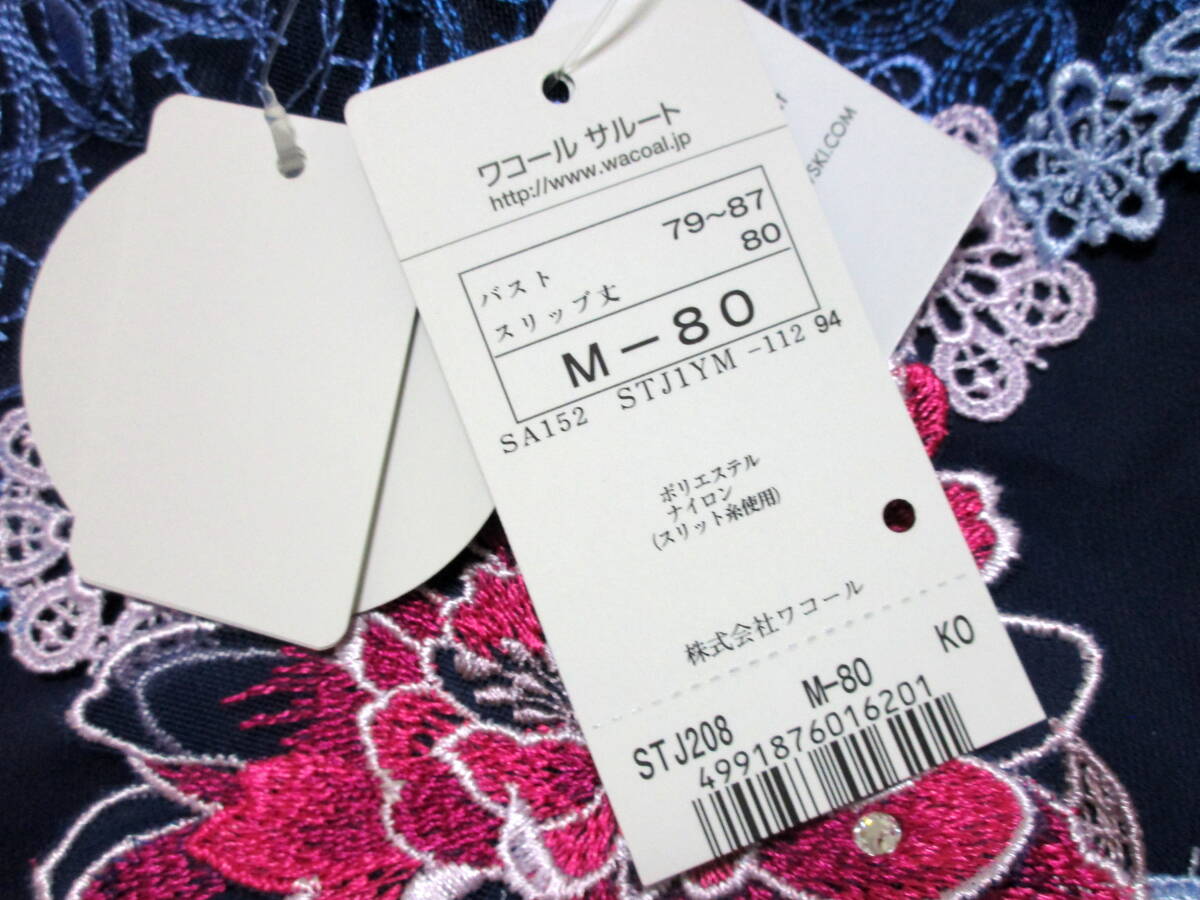 ワコール サルート
http://www.wacoal.jp
バスト 79~87
スリップ丈 80
M-80
SA152 STJ1YM -112 94
ポリエステル
ナイロン
(スリット糸使用)
株式会社ワコール
STJ208 M-80 KO
4991876016201
SKI.COM